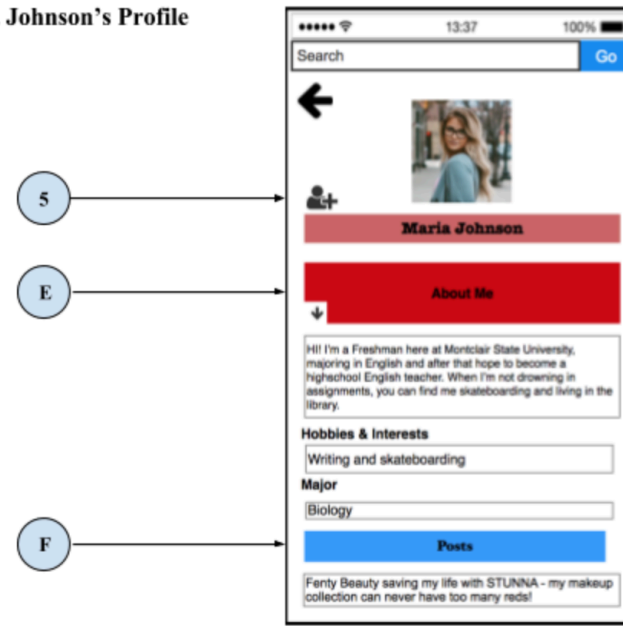 Johnson's Profile
13:37
100%
Search
Go
5
Maria Johnson
E
About Me
HI! I'm a Freshman here at Montclair State University,
majoring in English and after that hope to become a
highschool English teacher. When I'm not drowning in
assignments, you can find me skateboarding and living in the
library.
Hobbies & Interests
Writing and skateboarding
Major
Biology
F
Posts
Fenty Beauty saving my life with STUNNA - my makeup
collection can never have too many reds!